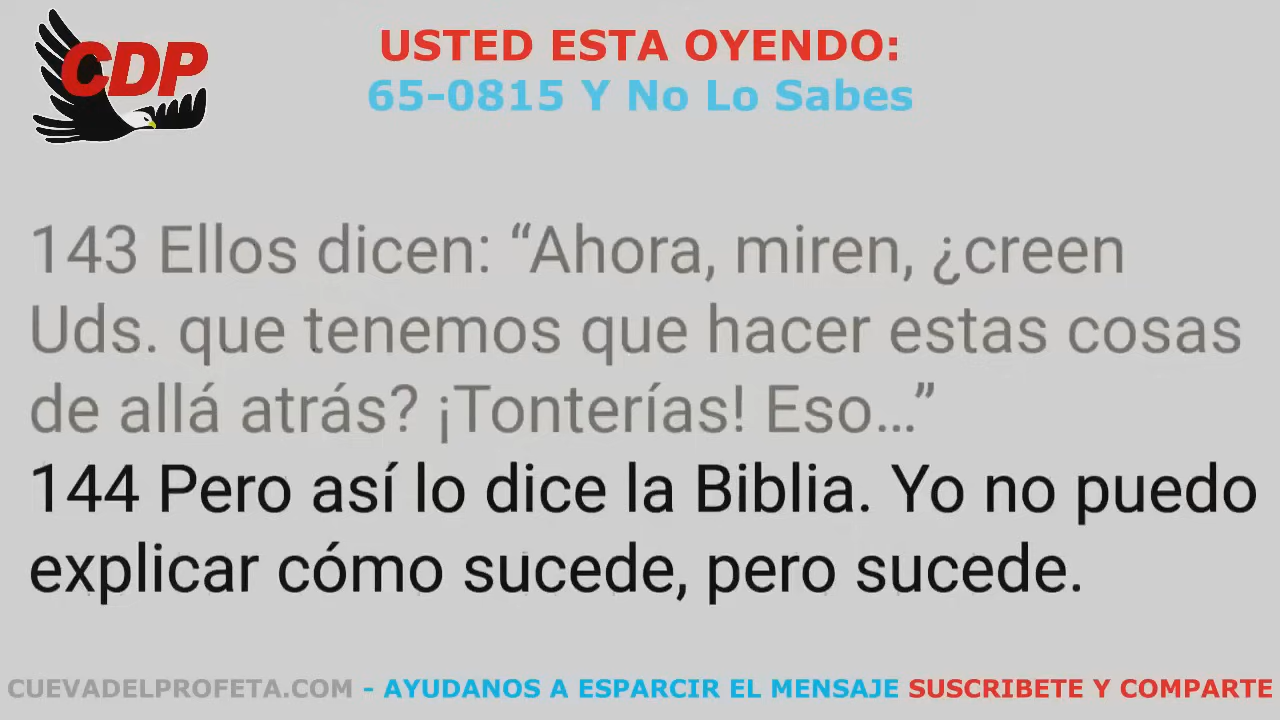 CDP
USTED ESTA OYENDO:
65-0815 Y No Lo Sabes
143 Ellos dicen: “Ahora, miren, ¿creen
Uds. que tenemos que hacer estas cosas
de allá atrás? ¡Tonterías! Eso…”
144 Pero así lo dice la Biblia. Yo no puedo
explicar cómo sucede, pero sucede.
CUEVADELPROFETA.COM - AYUDANOS A ESPARCIR EL MENSAJE SUSCRIBETE Y COMPARTE